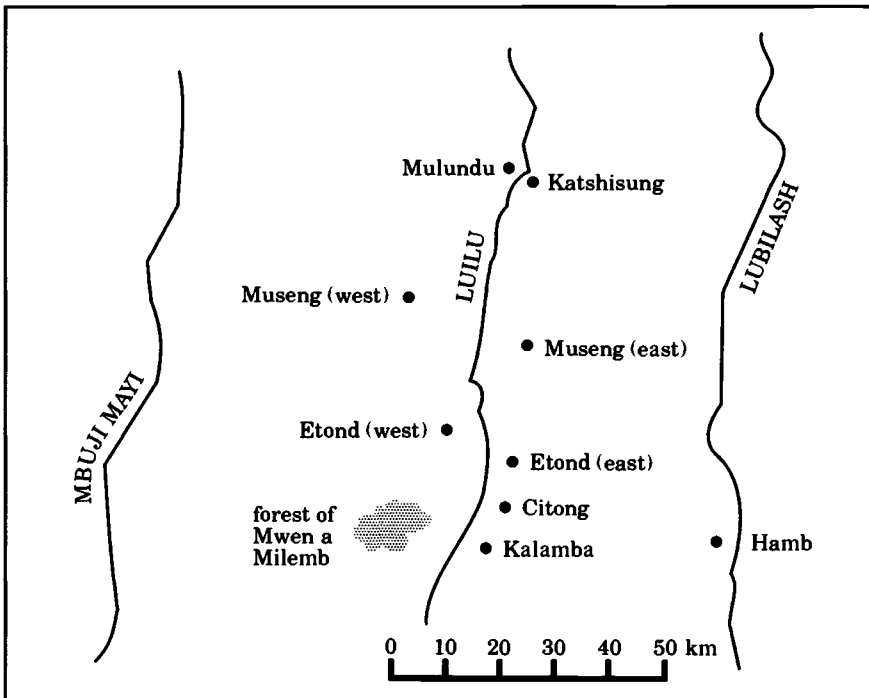 Mulundu
Katshisung
LUILU
LUBILASH
Museng (west)
Museng (east)
MBUJI MAYI
Etond (west)
Etond (east)
forest of
Mwen a
Milemb
Citong
Kalamba
Hamb
0 10 20 30 40 50 km